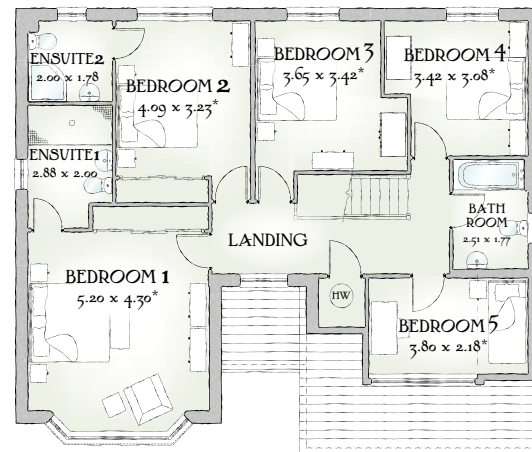 ENSUITE2
2.00 x 1.78
BEDROOM 2
4.09 x 3.23*
BEDROOM 3
3.65 x 3.42*
BEDROOM 4
3.42 x 3.08*
ENSUITE1
2.88 x 2.00
BATH
ROOM
2.51 x 1.77
LANDING
BEDROOM 1
5.20 x 4.30*
HW
BEDROOM 5
3.80 x 2.18*